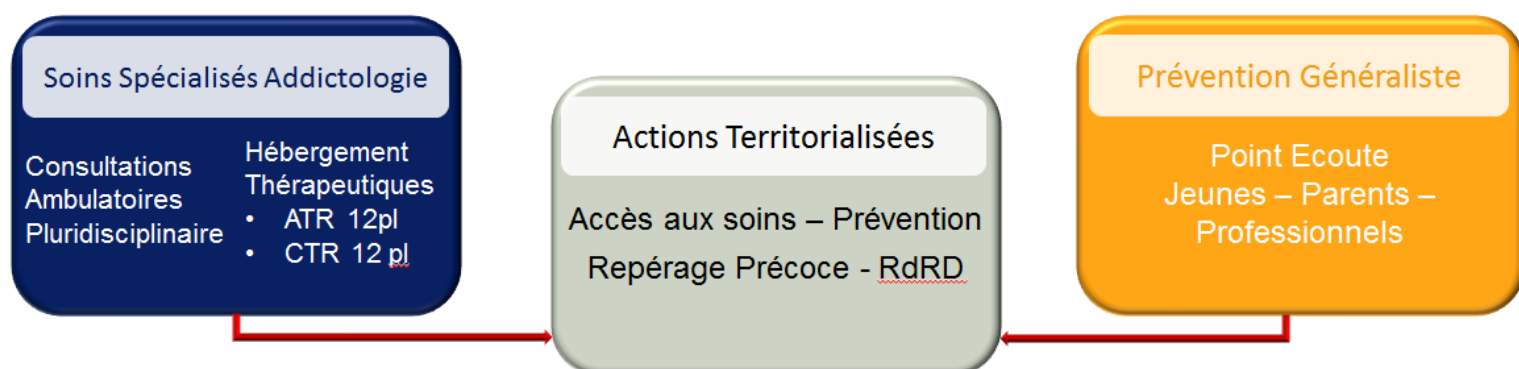 Soins Spécialisés Addictologie
Consultations
Ambulatoires
Pluridisciplinaire
Hébergement
Thérapeutiques
• ATR 12pl
• CTR 12 pl
Actions Territorialisées
Accès aux soins – Prévention
Repérage Précoce - RdRD
Prévention Généraliste
Point Ecoute
Jeunes – Parents –
Professionnels